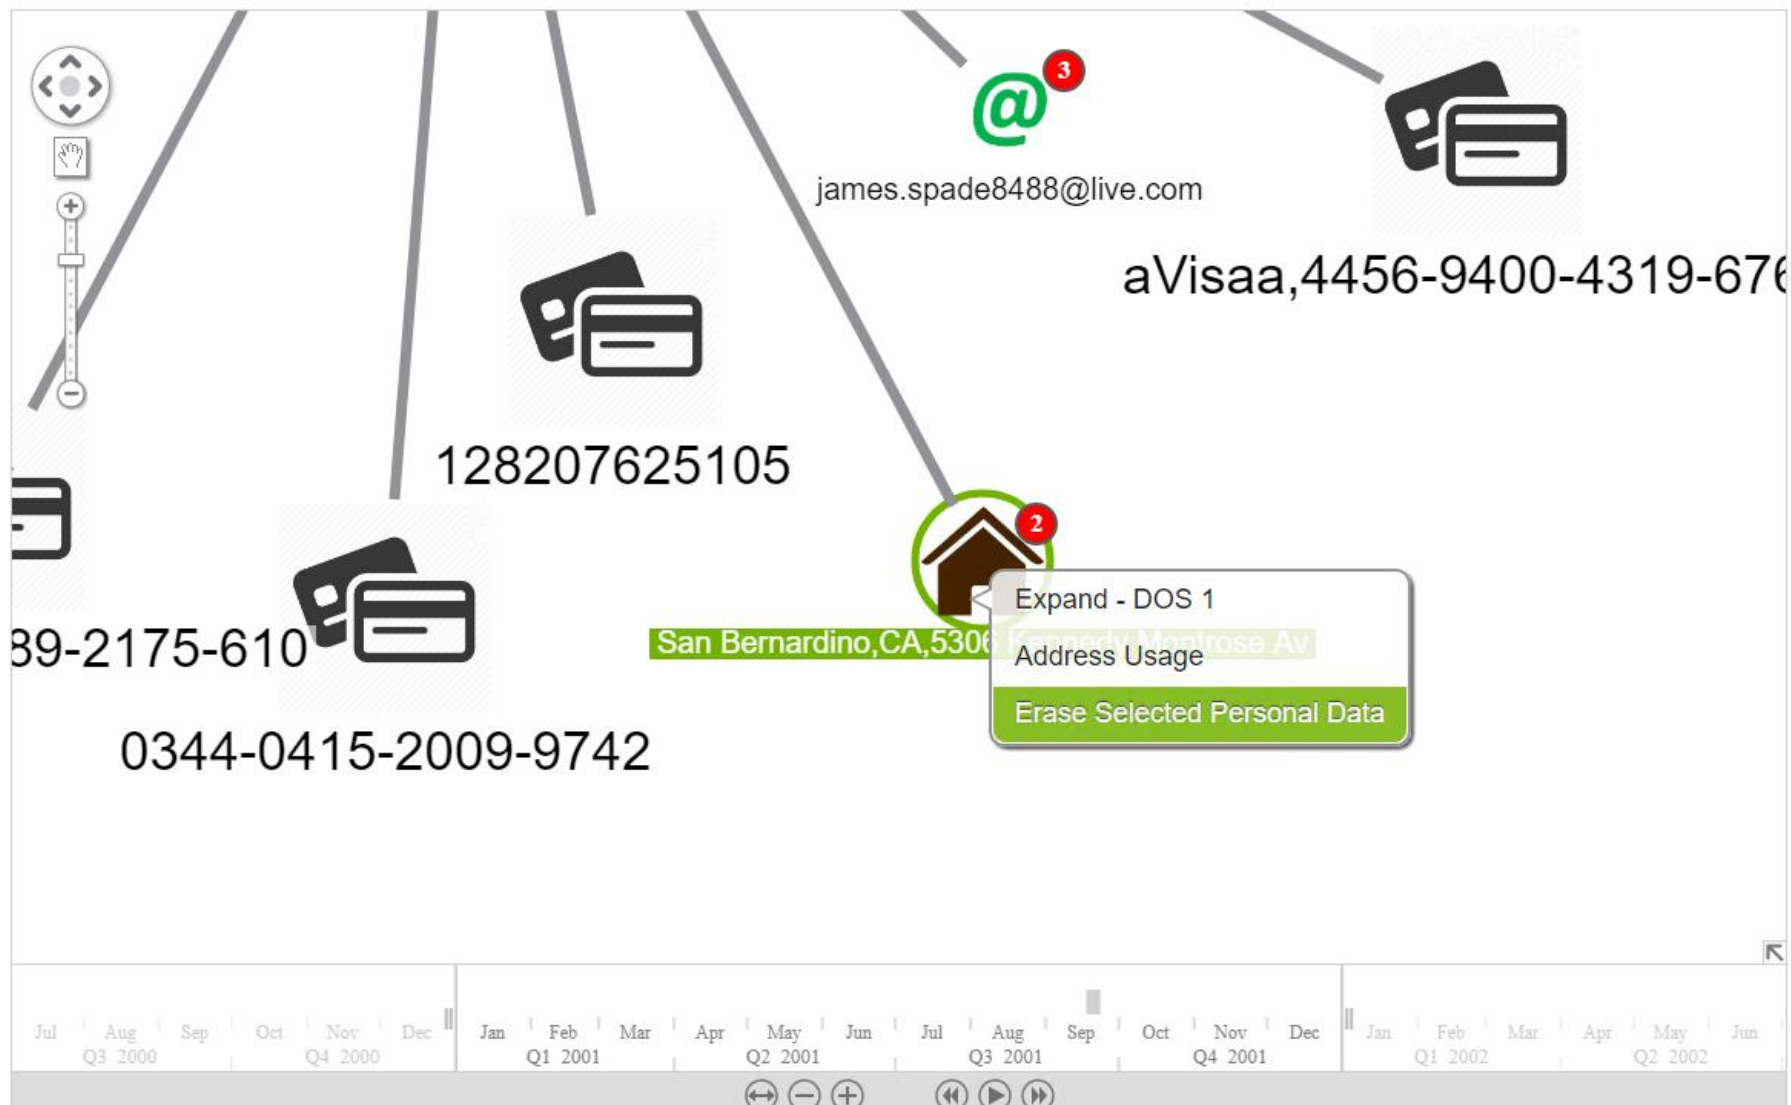 3
james.spade8488@live.com
aVisaa,4456-9400-4319-676
128207625105
2
Expand - DOS 1
San Bernardino,CA,5306 Kennedy Montrose Av
89-2175-610
Address Usage
Erase Selected Personal Data
0344-0415-2009-9742
Jul Aug Sep Oct Nov Dec Jan Feb Mar Apr May Jun Jul Aug Sep Oct Nov Dec Jan Feb Mar Apr May Jun
Q3 2000 Q4 2000 Q1 2001 Q2 2001 Q3 2001 Q4 2001 Q1 2002 Q2 2002